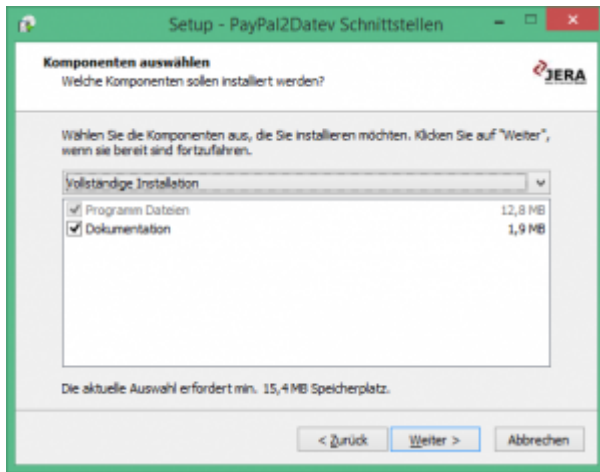 Setup - PayPal2Datev Schnittstellen
Komponenten auswählen
Welche Komponenten sollen installiert werden?
JERA
Wählen Sie die Komponenten aus, die Sie installieren möchten. Klicken Sie auf "Weiter",
wenn sie bereit sind fortzufahren.
Vollständige Installation
Programm Dateien 12,8 MB
Dokumentation 1,9 MB
Die aktuelle Auswahl erfordert min. 15,4 MB Speicherplatz.
< Zurück Weiter > Abbrechen